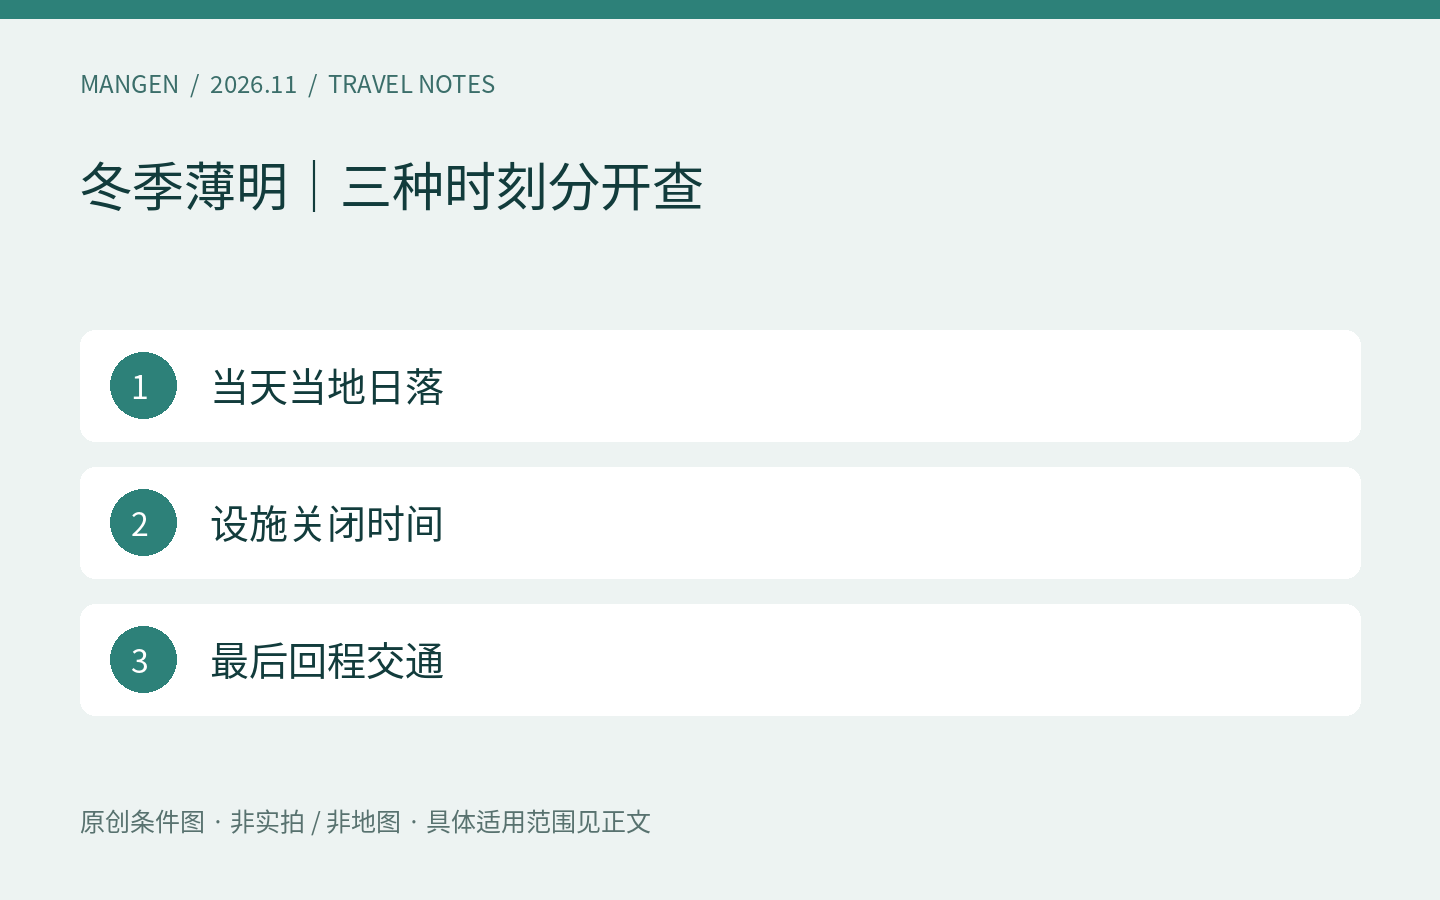 MANGEN / 2026.11 / TRAVEL NOTES
冬季薄明｜三种时刻分开查
1 当天当地日落
2 设施关闭时间
3 最后回程交通
原创条件图 · 非实拍 / 非地图 · 具体适用范围见正文